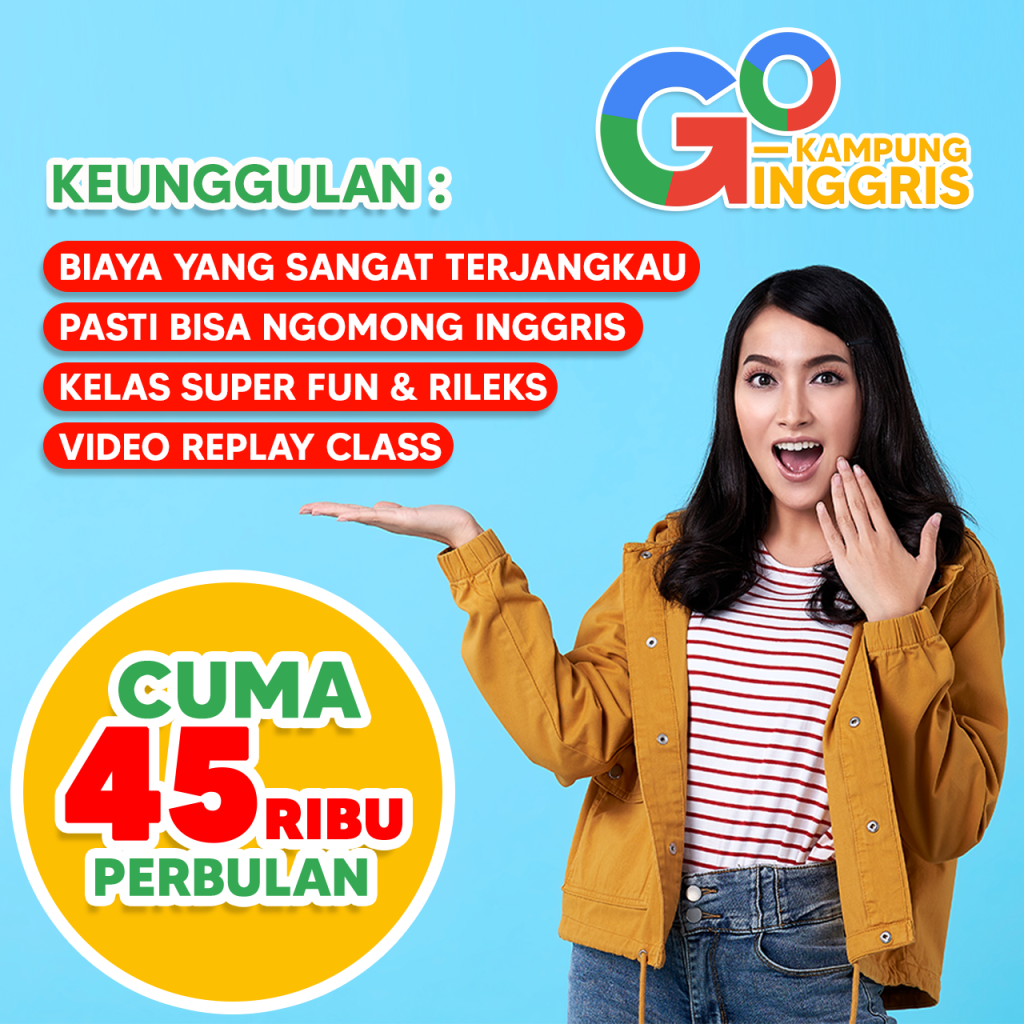 GO
KAMPUNG
INGGRIS
KEUNGGULAN :
BIAYA YANG SANGAT TERJANGKAU
PASTI BISA NGOMONG INGGRIS
KELAS SUPER FUN & RILEKS
VIDEO REPLAY CLASS
CUMA
45 RIBU
PERBULAN